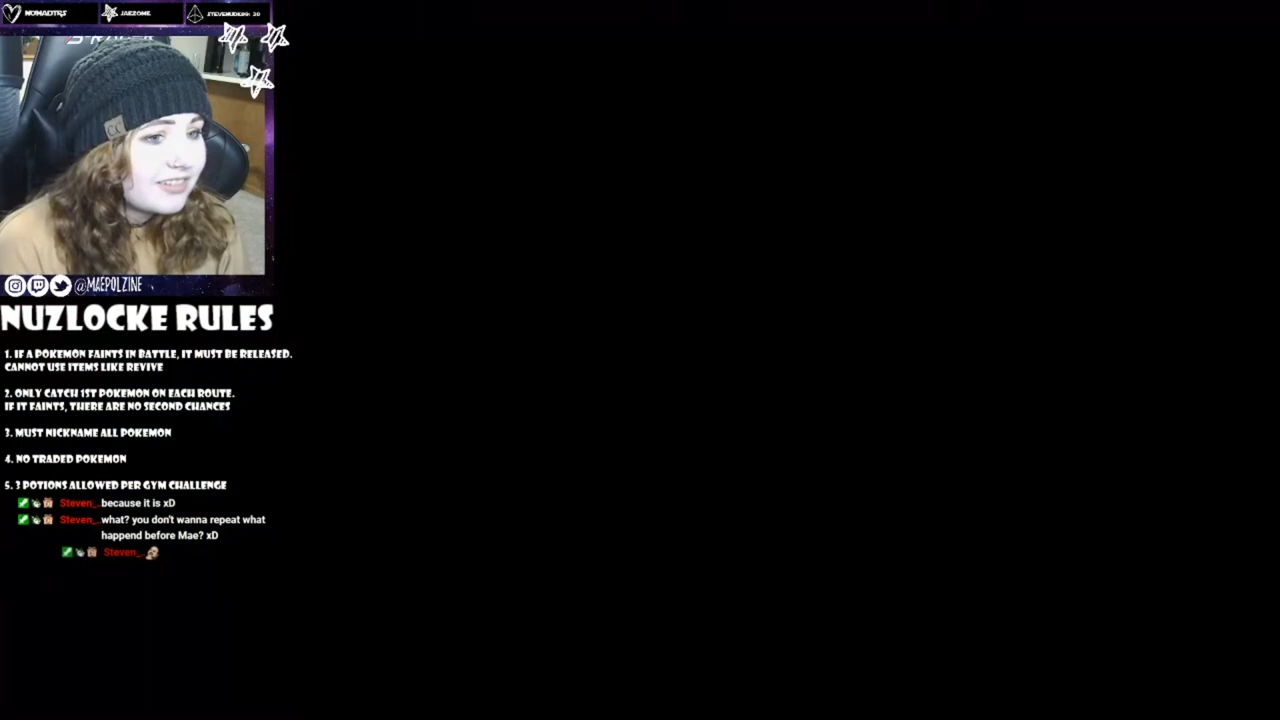 NOMADTRS
JAEZONE
@MAEPOLZINE
NUZLOCKE RULES
1. IF A POKEMON FAINTS IN BATTLE, IT MUST BE RELEASED.
CANNOT USE ITEMS LIKE REVIVE
2. ONLY CATCH 1ST POKEMON ON EACH ROUTE.
IF IT FAINTS, THERE ARE NO SECOND CHANCES
3. MUST NICKNAME ALL POKEMON
4. NO TRADED POKEMON
5. 3 POTIONS ALLOWED PER GYM CHALLENGE
Steven_.. because it is xD
Steven_.. what? you don't wanna repeat what
happend before Mae? xD
Steven_..